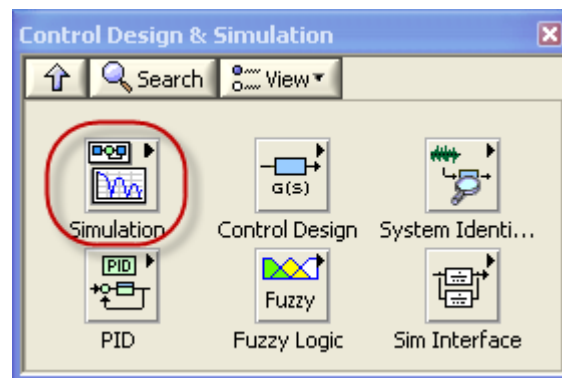 Control Design & Simulation
Search View
G(s)
Simulation Control Design System Identi...
PID Fuzzy
PID Fuzzy Logic Sim Interface